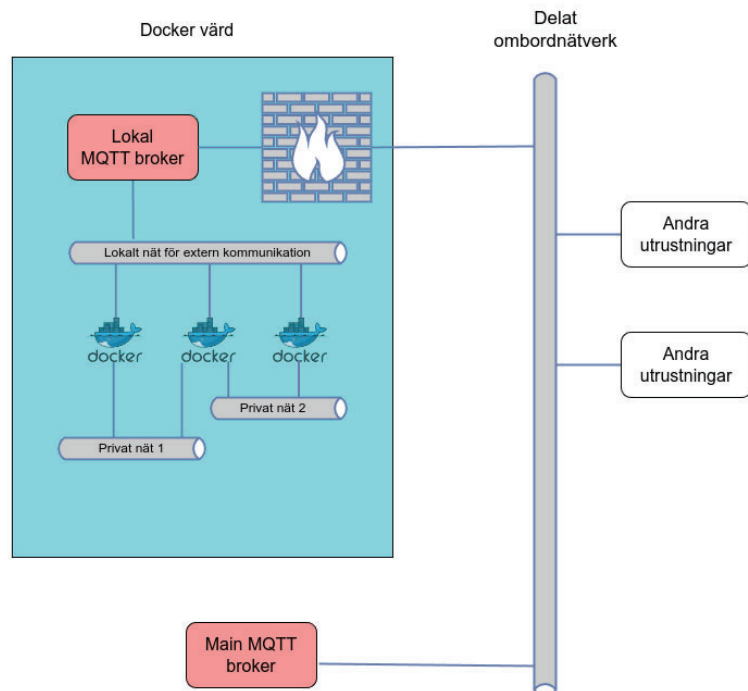 Docker värd
Delat
ombordnätverk
Lokal
MQTT broker
Lokalt nät för extern kommunikation
docker
docker
docker
Privat nät 2
Privat nät 1
Andra
utrustningar
Andra
utrustningar
Main MQTT
broker